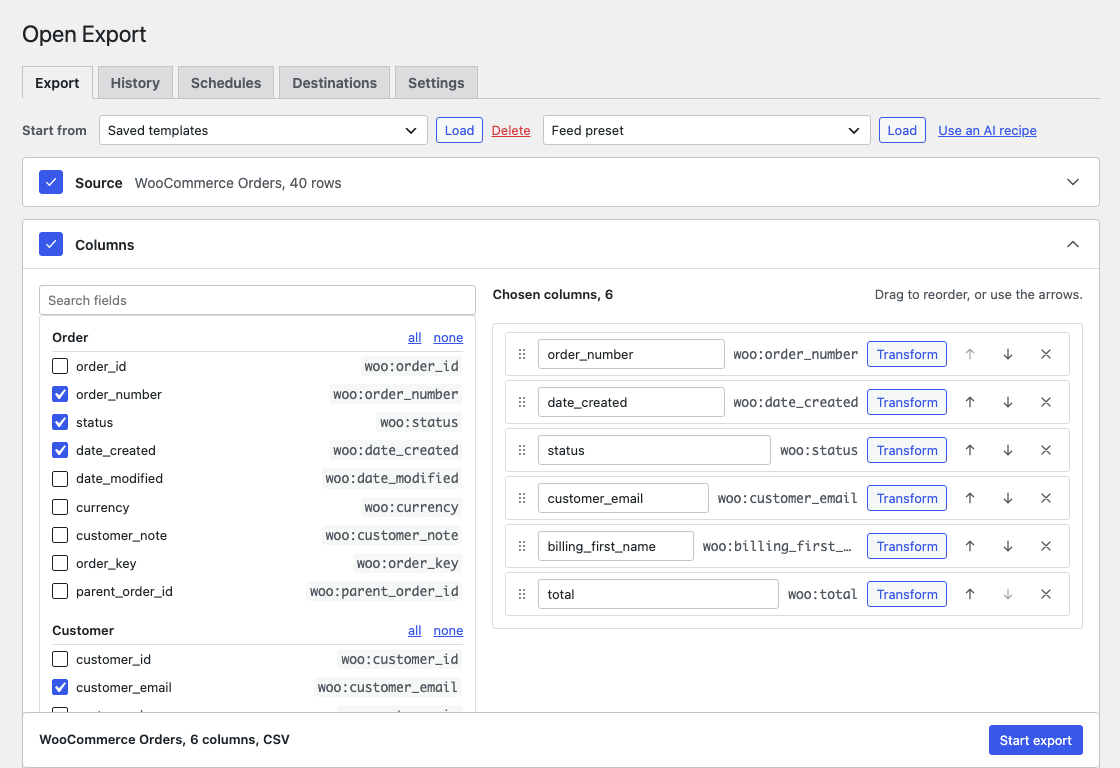 Open Export
Export
History
Schedules
Destinations
Settings
Start from
Saved templates
Load
Delete
Feed preset
Load
Use an AI recipe
Source WooCommerce Orders, 40 rows
Columns
Search fields
Order all none
order_id woo:order_id
order_number woo:order_number
status woo:status
date_created woo:date_created
date_modified woo:date_modified
currency woo:currency
customer_note woo:customer_note
order_key woo:order_key
parent_order_id woo:parent_order_id
Customer all none
customer_id woo:customer_id
customer_email woo:customer_email
Chosen columns, 6
Drag to reorder, or use the arrows.
order_number woo:order_number Transform
date_created woo:date_created Transform
status woo:status Transform
customer_email woo:customer_email Transform
billing_first_name woo:billing_first_… Transform
total woo:total Transform
WooCommerce Orders, 6 columns, CSV
Start export